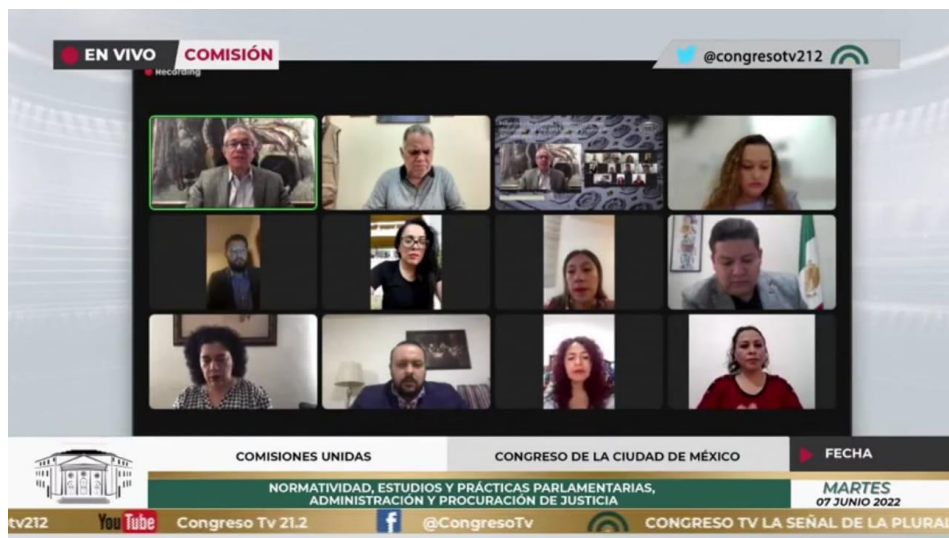 EN VIVO COMISIÓN
@congresotv212
Recording
COMISIONES UNIDAS
CONGRESO DE LA CIUDAD DE MÉXICO
FECHA
NORMATIVIDAD, ESTUDIOS Y PRÁCTICAS PARLAMENTARIAS,
ADMINISTRACIÓN Y PROCURACIÓN DE JUSTICIA
MARTES
07 JUNIO 2022
tv212 YouTube Congreso Tv 21.2 f @CongresoTv CONGRESO TV LA SEÑAL DE LA PLURAL